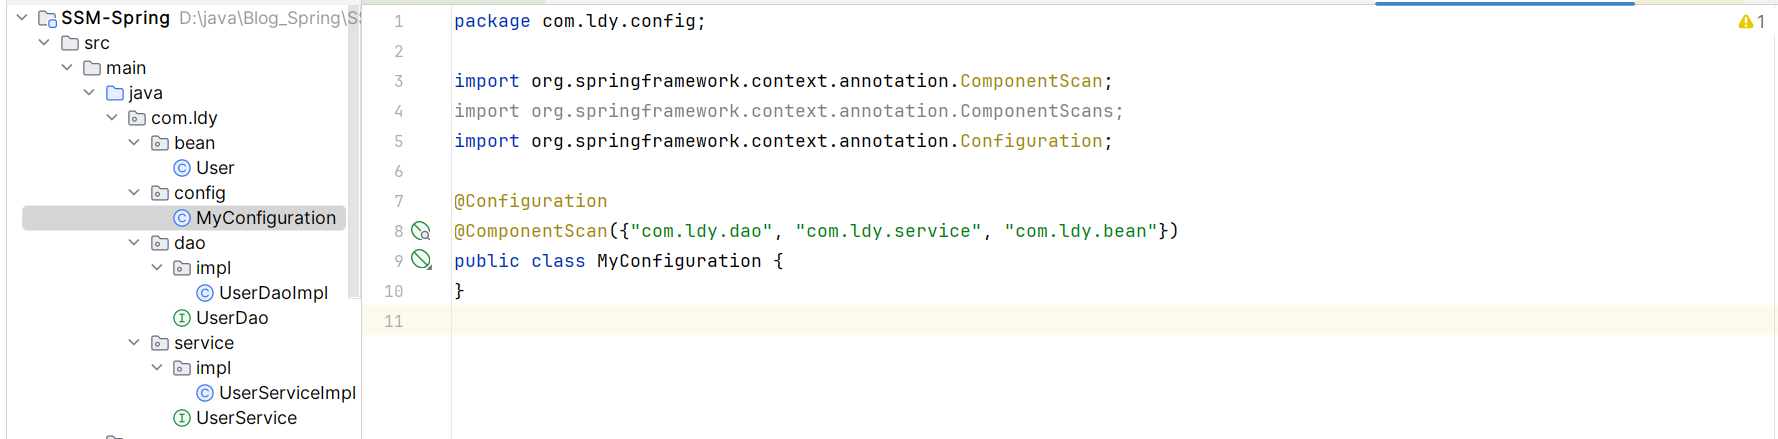 SSM-Spring D:\java\Blog_Spring\SS
src
main
java
com.ldy
bean
User
config
MyConfiguration
dao
impl
UserDaoImpl
UserDao
service
impl
UserServiceImpl
UserService
1 package com.ldy.config;
2
3 import org.springframework.context.annotation.ComponentScan;
4 import org.springframework.context.annotation.ComponentScans;
5 import org.springframework.context.annotation.Configuration;
6
7 @Configuration
8 @ComponentScan({"com.ldy.dao", "com.ldy.service", "com.ldy.bean"})
9 public class MyConfiguration {
10 }
11
1